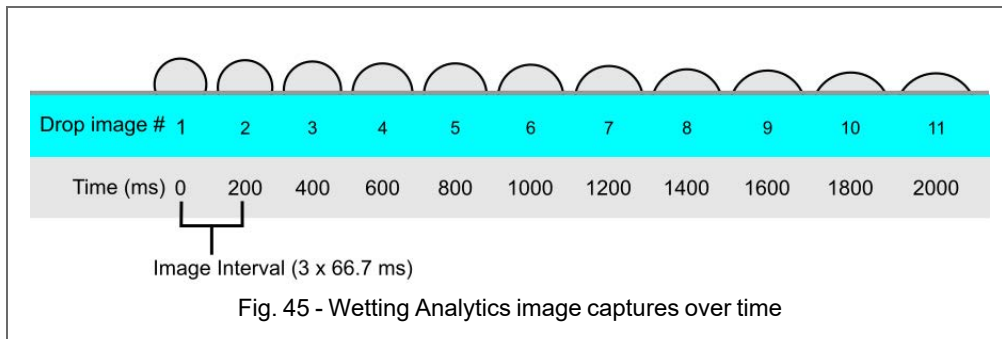 Drop image # 1 2 3 4 5 6 7 8 9 10 11
Time (ms) 0 200 400 600 800 1000 1200 1400 1600 1800 2000
Image Interval (3 x 66.7 ms)
Fig. 45 - Wetting Analytics image captures over time